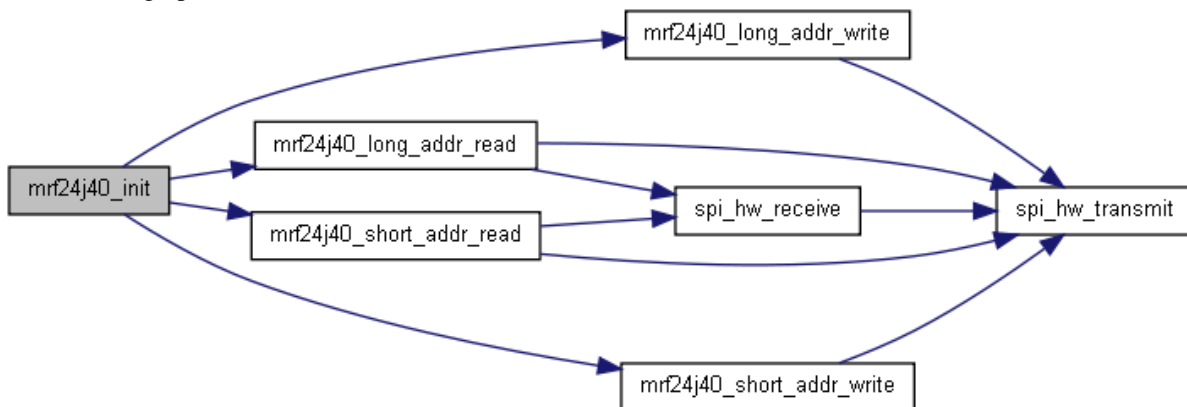 mrf24j40_long_addr_write
mrf24j40_long_addr_read
mrf24j40_init
spi_hw_receive
spi_hw_transmit
mrf24j40_short_addr_read
mrf24j40_short_addr_write